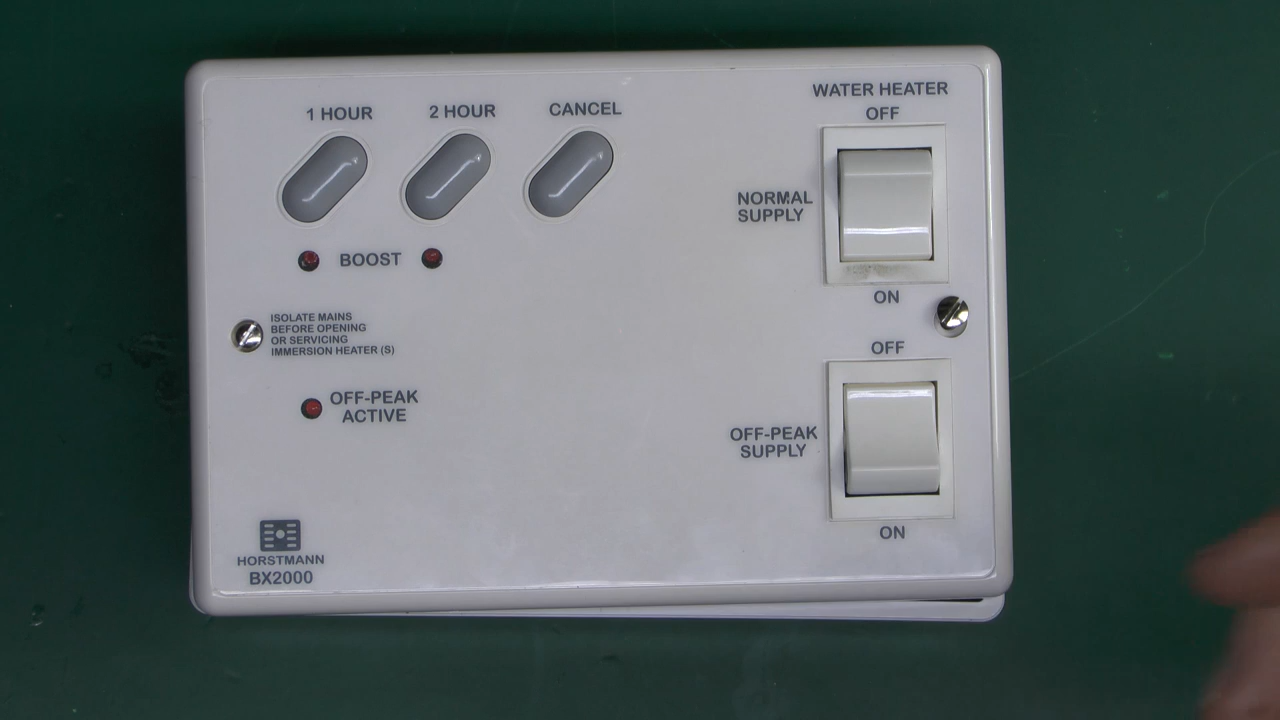 1 HOUR
2 HOUR
CANCEL
WATER HEATER
OFF
NORMAL
SUPPLY
BOOST
ON
ISOLATE MAINS
BEFORE OPENING
OR SERVICING
IMMERSION HEATER (S)
OFF
OFF-PEAK
ACTIVE
OFF-PEAK
SUPPLY
ON
HORSTMANN
BX2000